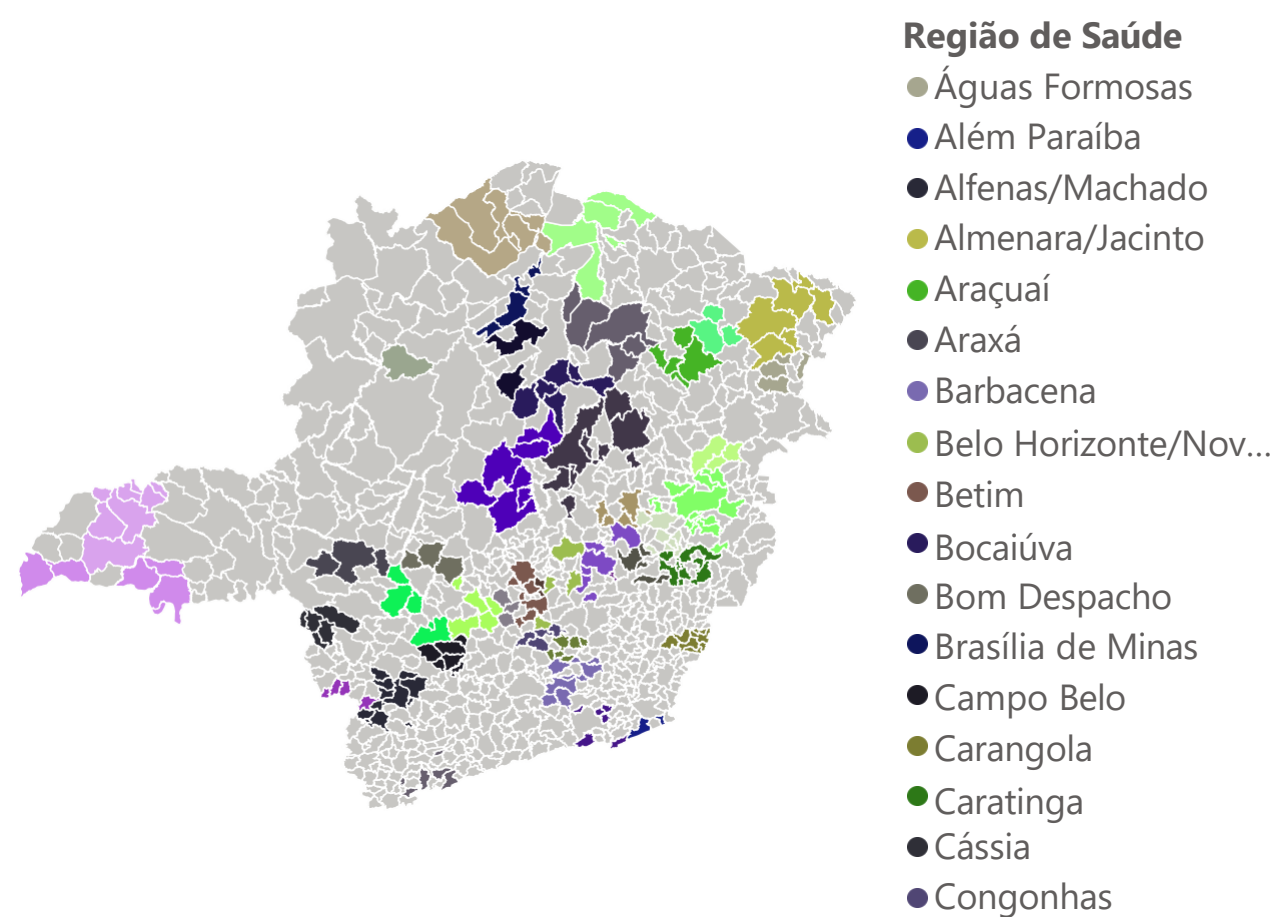 Região de Saúde
Águas Formosas
Além Paraíba
Alfenas/Machado
Almenara/Jacinto
Araçuaí
Araxá
Barbacena
Belo Horizonte/Nov...
Betim
Bocaiúva
Bom Despacho
Brasília de Minas
Campo Belo
Carangola
Caratinga
Cássia
Congonhas